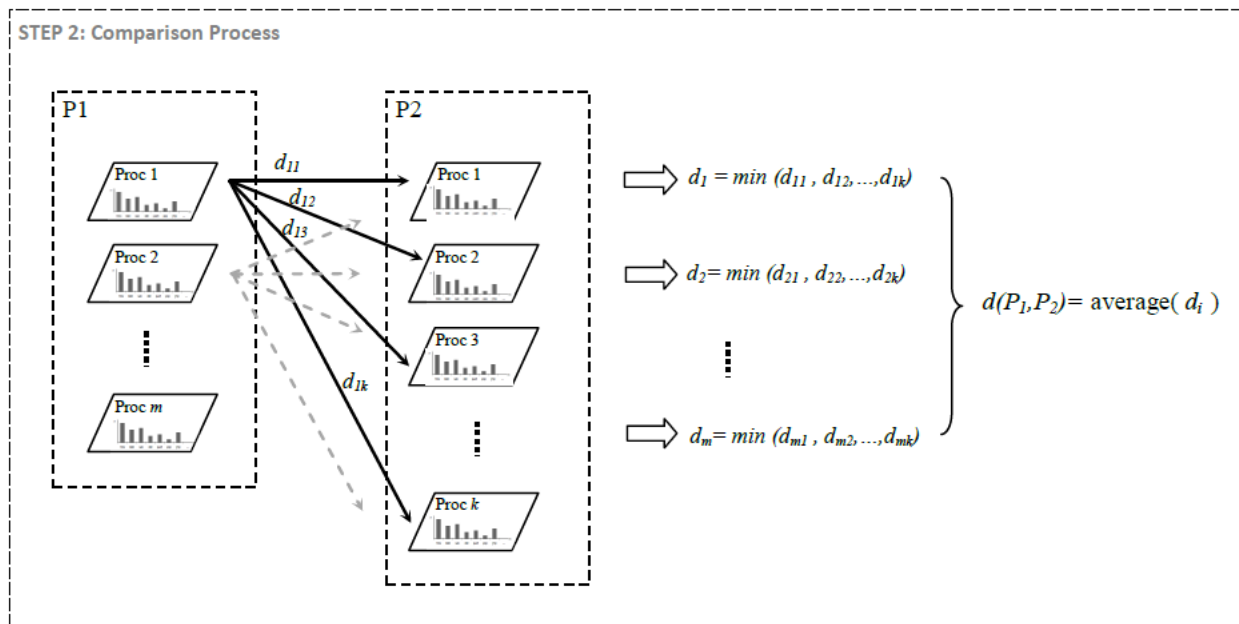 STEP 2: Comparison Process
P1
Proc 1
Proc 2
Proc m
d11
d12
d13
d1k
P2
Proc 1
Proc 2
Proc 3
Proc k
d1 = min (d11 , d12,...,d1k)
d2= min (d21 , d22,...,d2k)
dm= min (dm1 , dm2,...,dmk)
d(P1,P2)= average( di )